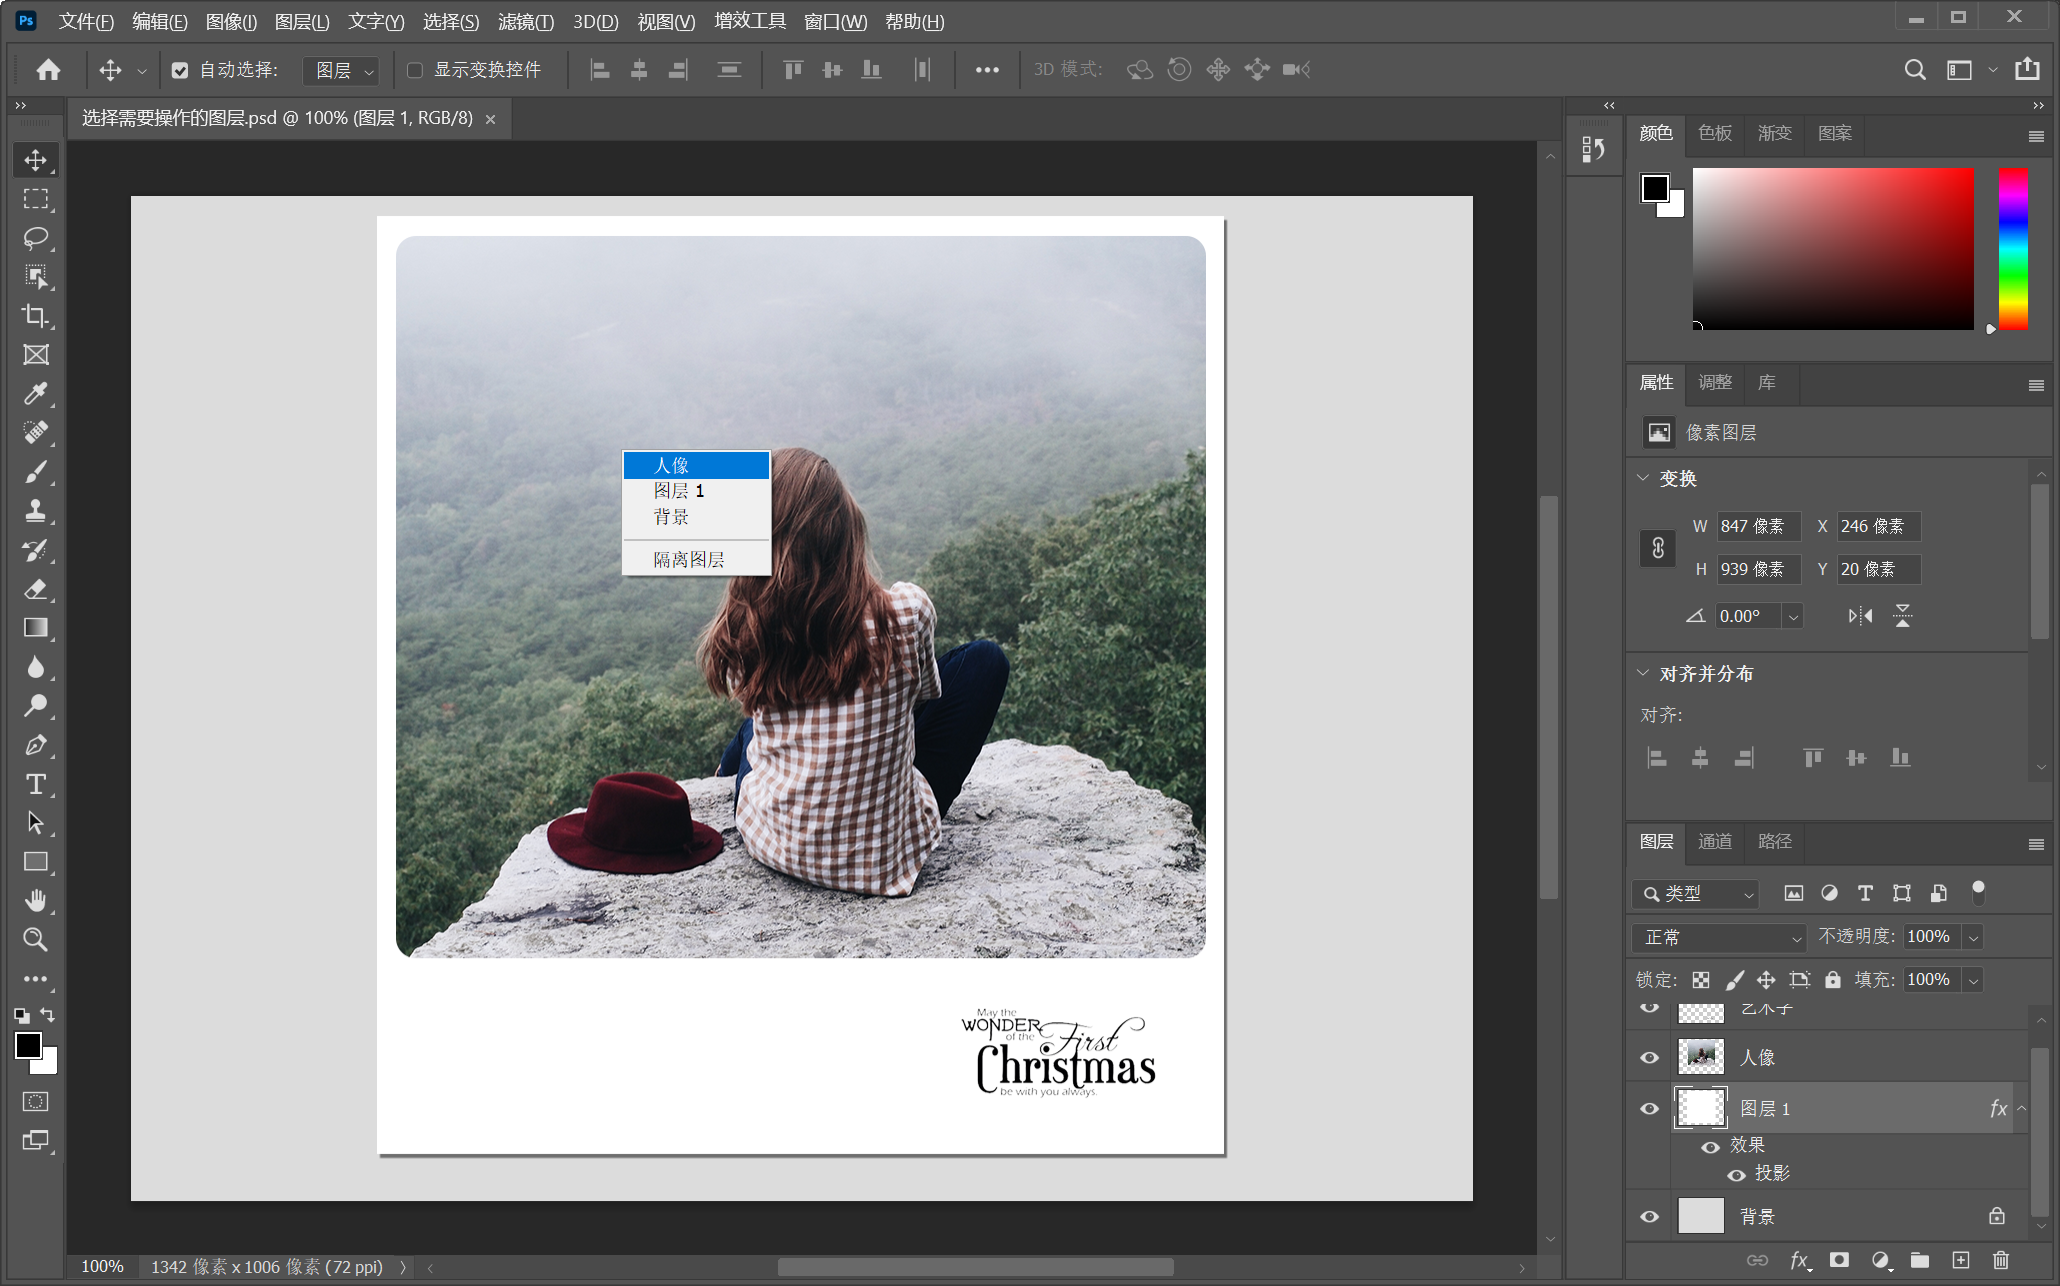 Ps 文件(F) 编辑(E) 图像(I) 图层(L) 文字(Y) 选择(S) 滤镜(T) 3D(D) 视图(V) 增效工具 窗口(W) 帮助(H)
自动选择: 图层 显示变换控件 3D 模式:
选择需要操作的图层.psd @ 100% (图层 1, RGB/8)
颜色 色板 渐变 图案
属性 调整 库
像素图层
变换
W 847 像素 X 246 像素
H 939 像素 Y 20 像素
0.00°
对齐并分布
对齐:
人像
图层 1
背景
隔离图层
May the
WONDER
of the First
Christmas
be with you always.
图层 通道 路径
类型
正常 不透明度: 100%
锁定: 填充: 100%
艺术字
人像
图层 1 fx
效果
投影
背景
100% 1342 像素 x 1006 像素 (72 ppi)
fx